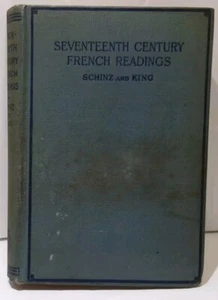 SEVENTEENTH CENTURY
FRENCH READINGS
SCHINZ AND KING